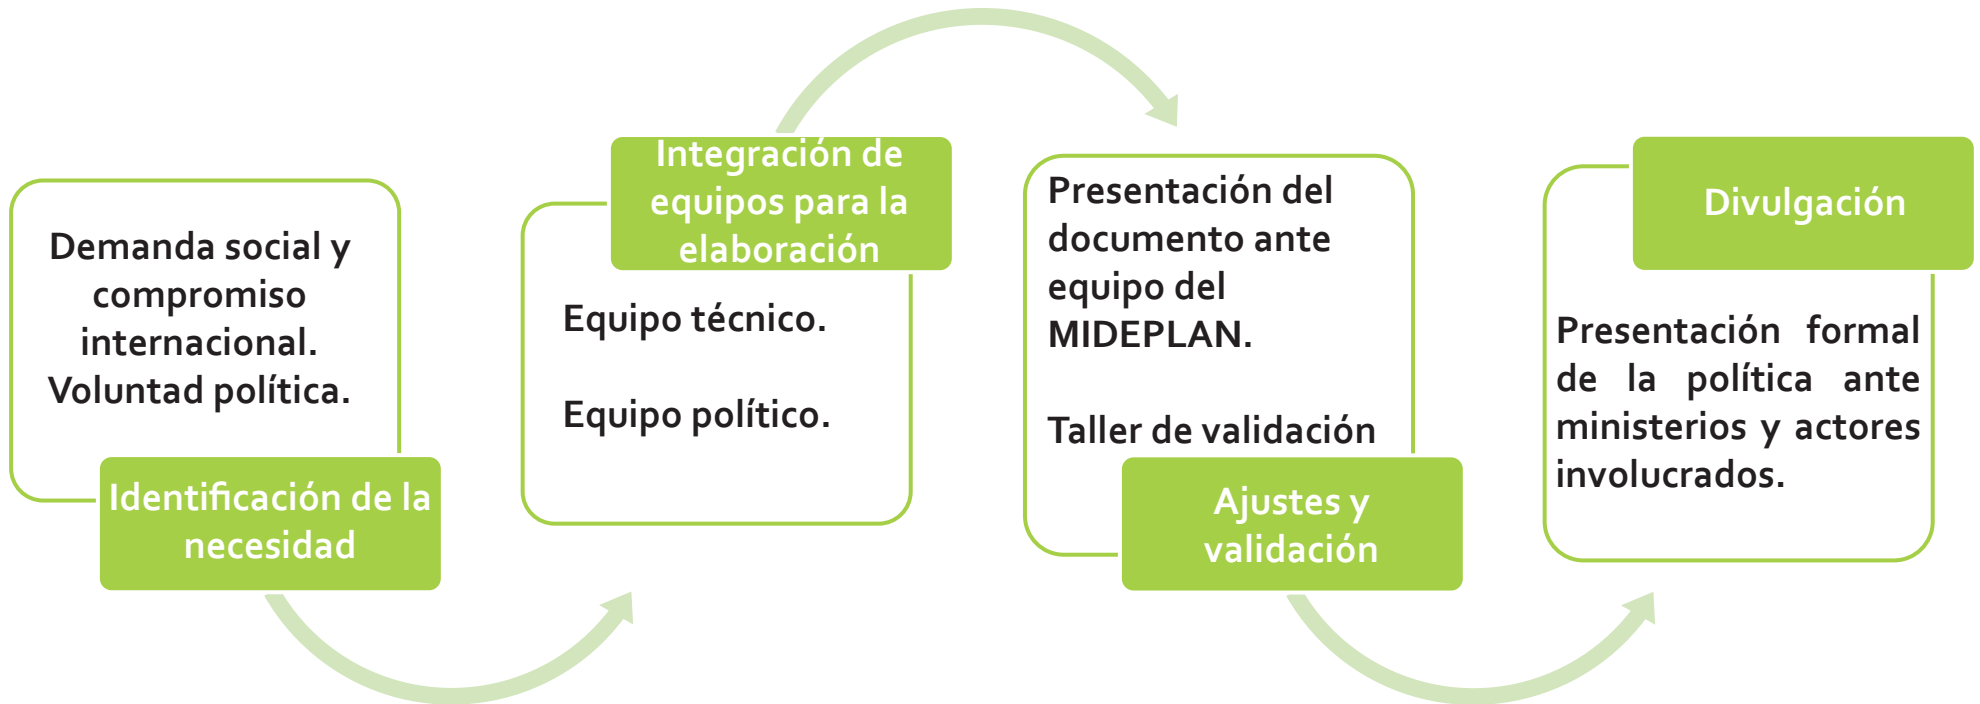 Demanda social y
compromiso
internacional.
Voluntad política.
Identificación de la
necesidad
Integración de
equipos para la
elaboración
Equipo técnico.
Equipo político.
Presentación del
documento ante
equipo del
MIDEPLAN.
Taller de validación
Ajustes y
validación
Divulgación
Presentación formal
de la política ante
ministerios y actores
involucrados.